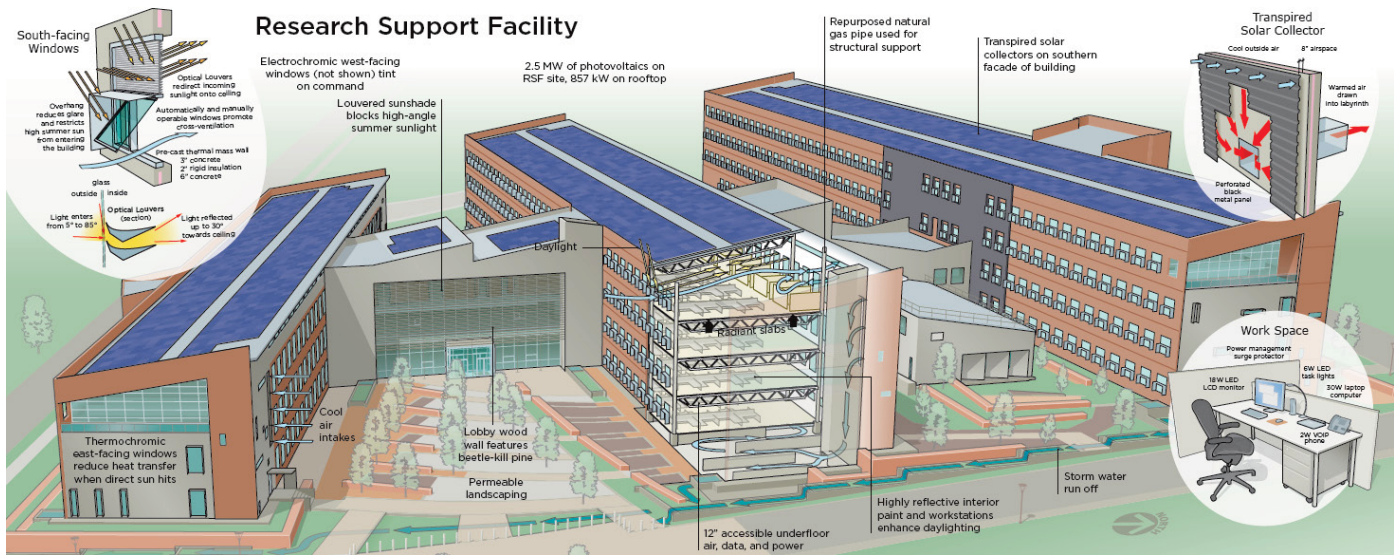 Research Support Facility
South-facing
Windows
Optical Louvers
redirect incoming
sunlight onto ceiling
Overhang
reduces glare
and restricts
high summer sun
from entering
the building
Automatically and manually
operable windows promote
cross-ventilation
pre-cast thermal mass wall
3" concrete
2" rigid insulation
6" concrete
glass
outside
inside
Optical Louvers
(section)
Light enters
from 5° to 85°
Light reflected
up to 30°
towards ceiling
Electrochromic west-facing
windows (not shown) tint
on command
Louvered sunshade
blocks high-angle
summer sunlight
2.5 MW of photovoltaics on
RSF site, 857 kW on rooftop
Repurposed natural
gas pipe used for
structural support
Transpired solar
collectors on southern
facade of building
Transpired
Solar Collector
Cool outside air
8" airspace
Warmed air
drawn
into labyrinth
Perforated
black
metal panel
Daylight
Radiant slabs
Work Space
Power management
surge protector
18W LED
LCD monitor
6W LED
task lights
30W laptop
computer
2W VOIP
phone
Thermochromic
east-facing windows
reduce heat transfer
when direct sun hits
Cool
air
intakes
Lobby wood
wall features
beetle-kill pine
Permeable
landscaping
12" accessible underfloor
air, data, and power
Highly reflective interior
paint and workstations
enhance daylighting
Storm water
run off
NORTH